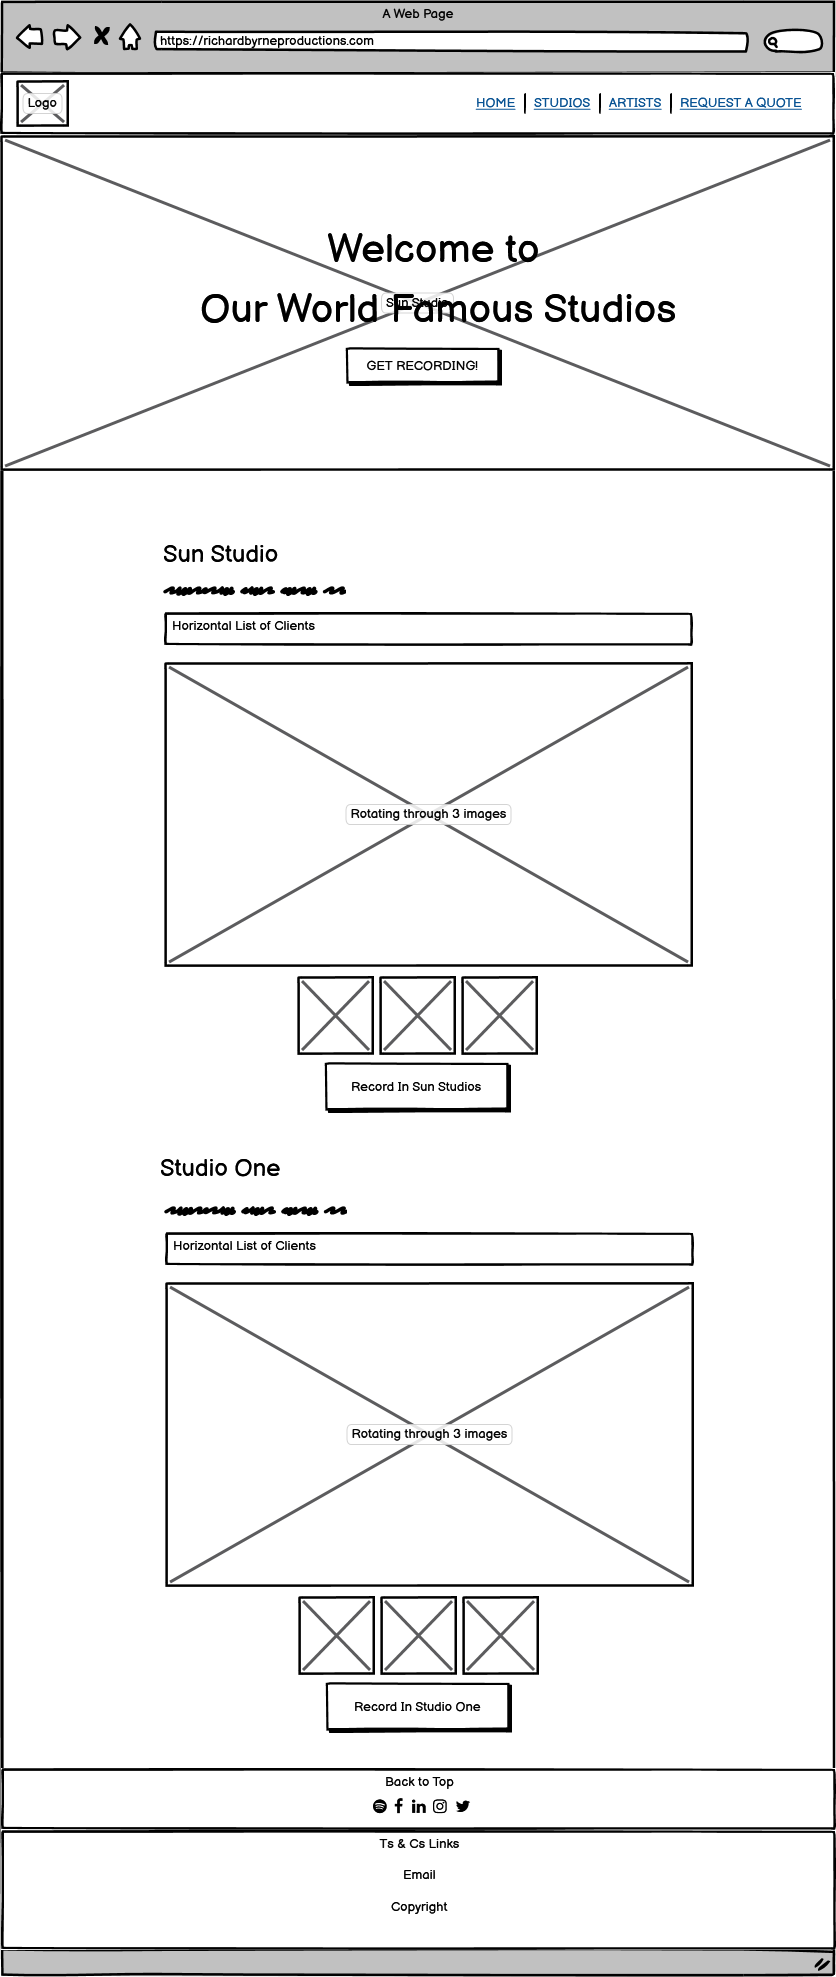 A Web Page
https://richardbyrneproductions.com
Logo
HOME STUDIOS ARTISTS REQUEST A QUOTE
Welcome to
Sun Studio
Our World Famous Studios
GET RECORDING!
Sun Studio
Horizontal List of Clients
Rotating through 3 images
Record In Sun Studios
Studio One
Horizontal List of Clients
Rotating through 3 images
Record In Studio One
Back to Top
Ts & Cs Links
Email
Copyright